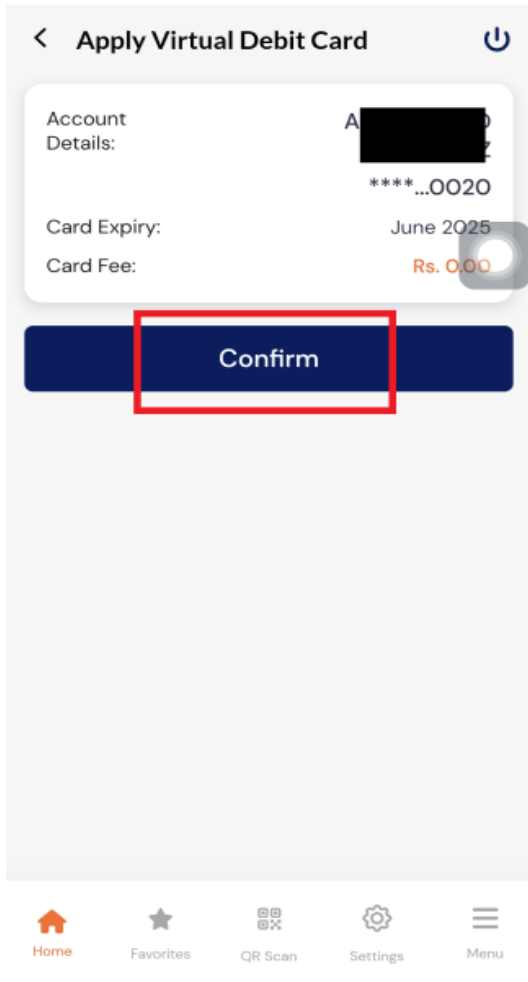 Apply Virtual Debit Card
Account
Details:
A
Z
****...0020
Card Expiry: June 2025
Card Fee: Rs. 0.00
Confirm
Home Favorites QR Scan Settings Menu